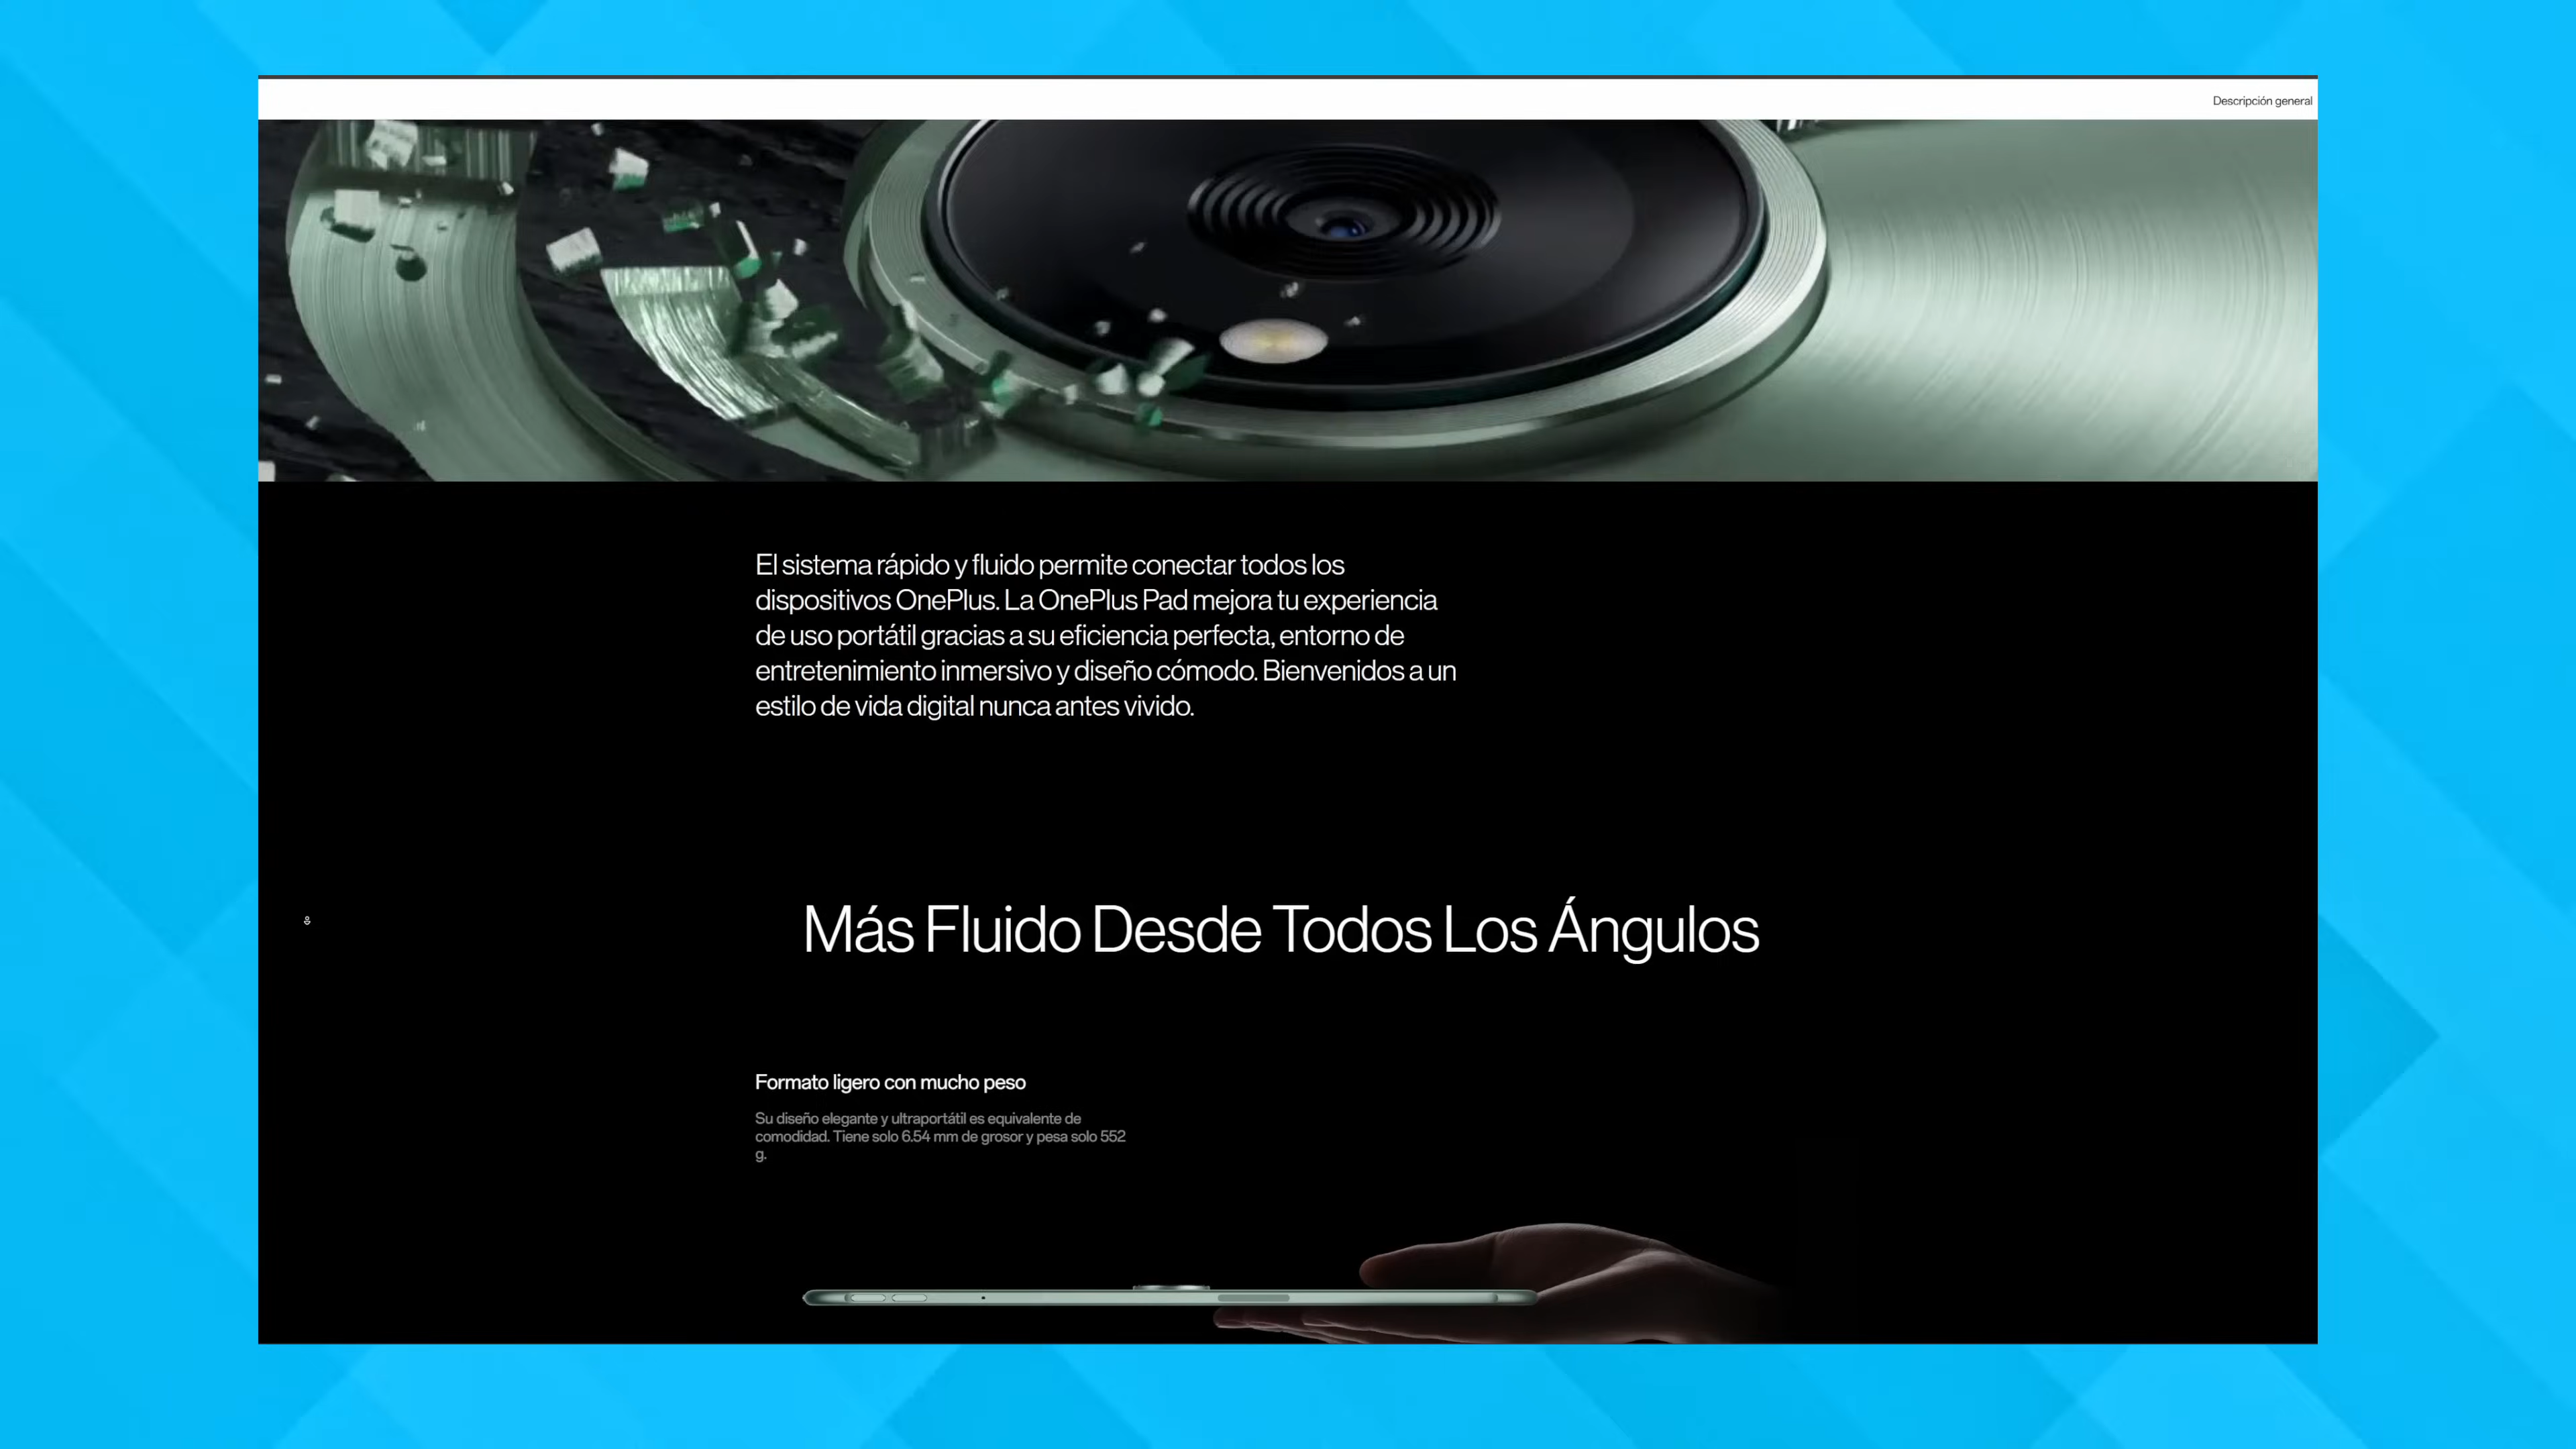 Descripción general
El sistema rápido y fluido permite conectar todos los
dispositivos OnePlus. La OnePlus Pad mejora tu experiencia
de uso portátil gracias a su eficiencia perfecta, entorno de
entretenimiento inmersivo y diseño cómodo. Bienvenidos a un
estilo de vida digital nunca antes vivido.
Más Fluido Desde Todos Los Ángulos
Formato ligero con mucho peso
Su diseño elegante y ultraportátil es equivalente de
comodidad. Tiene solo 6.54 mm de grosor y pesa solo 552
g.